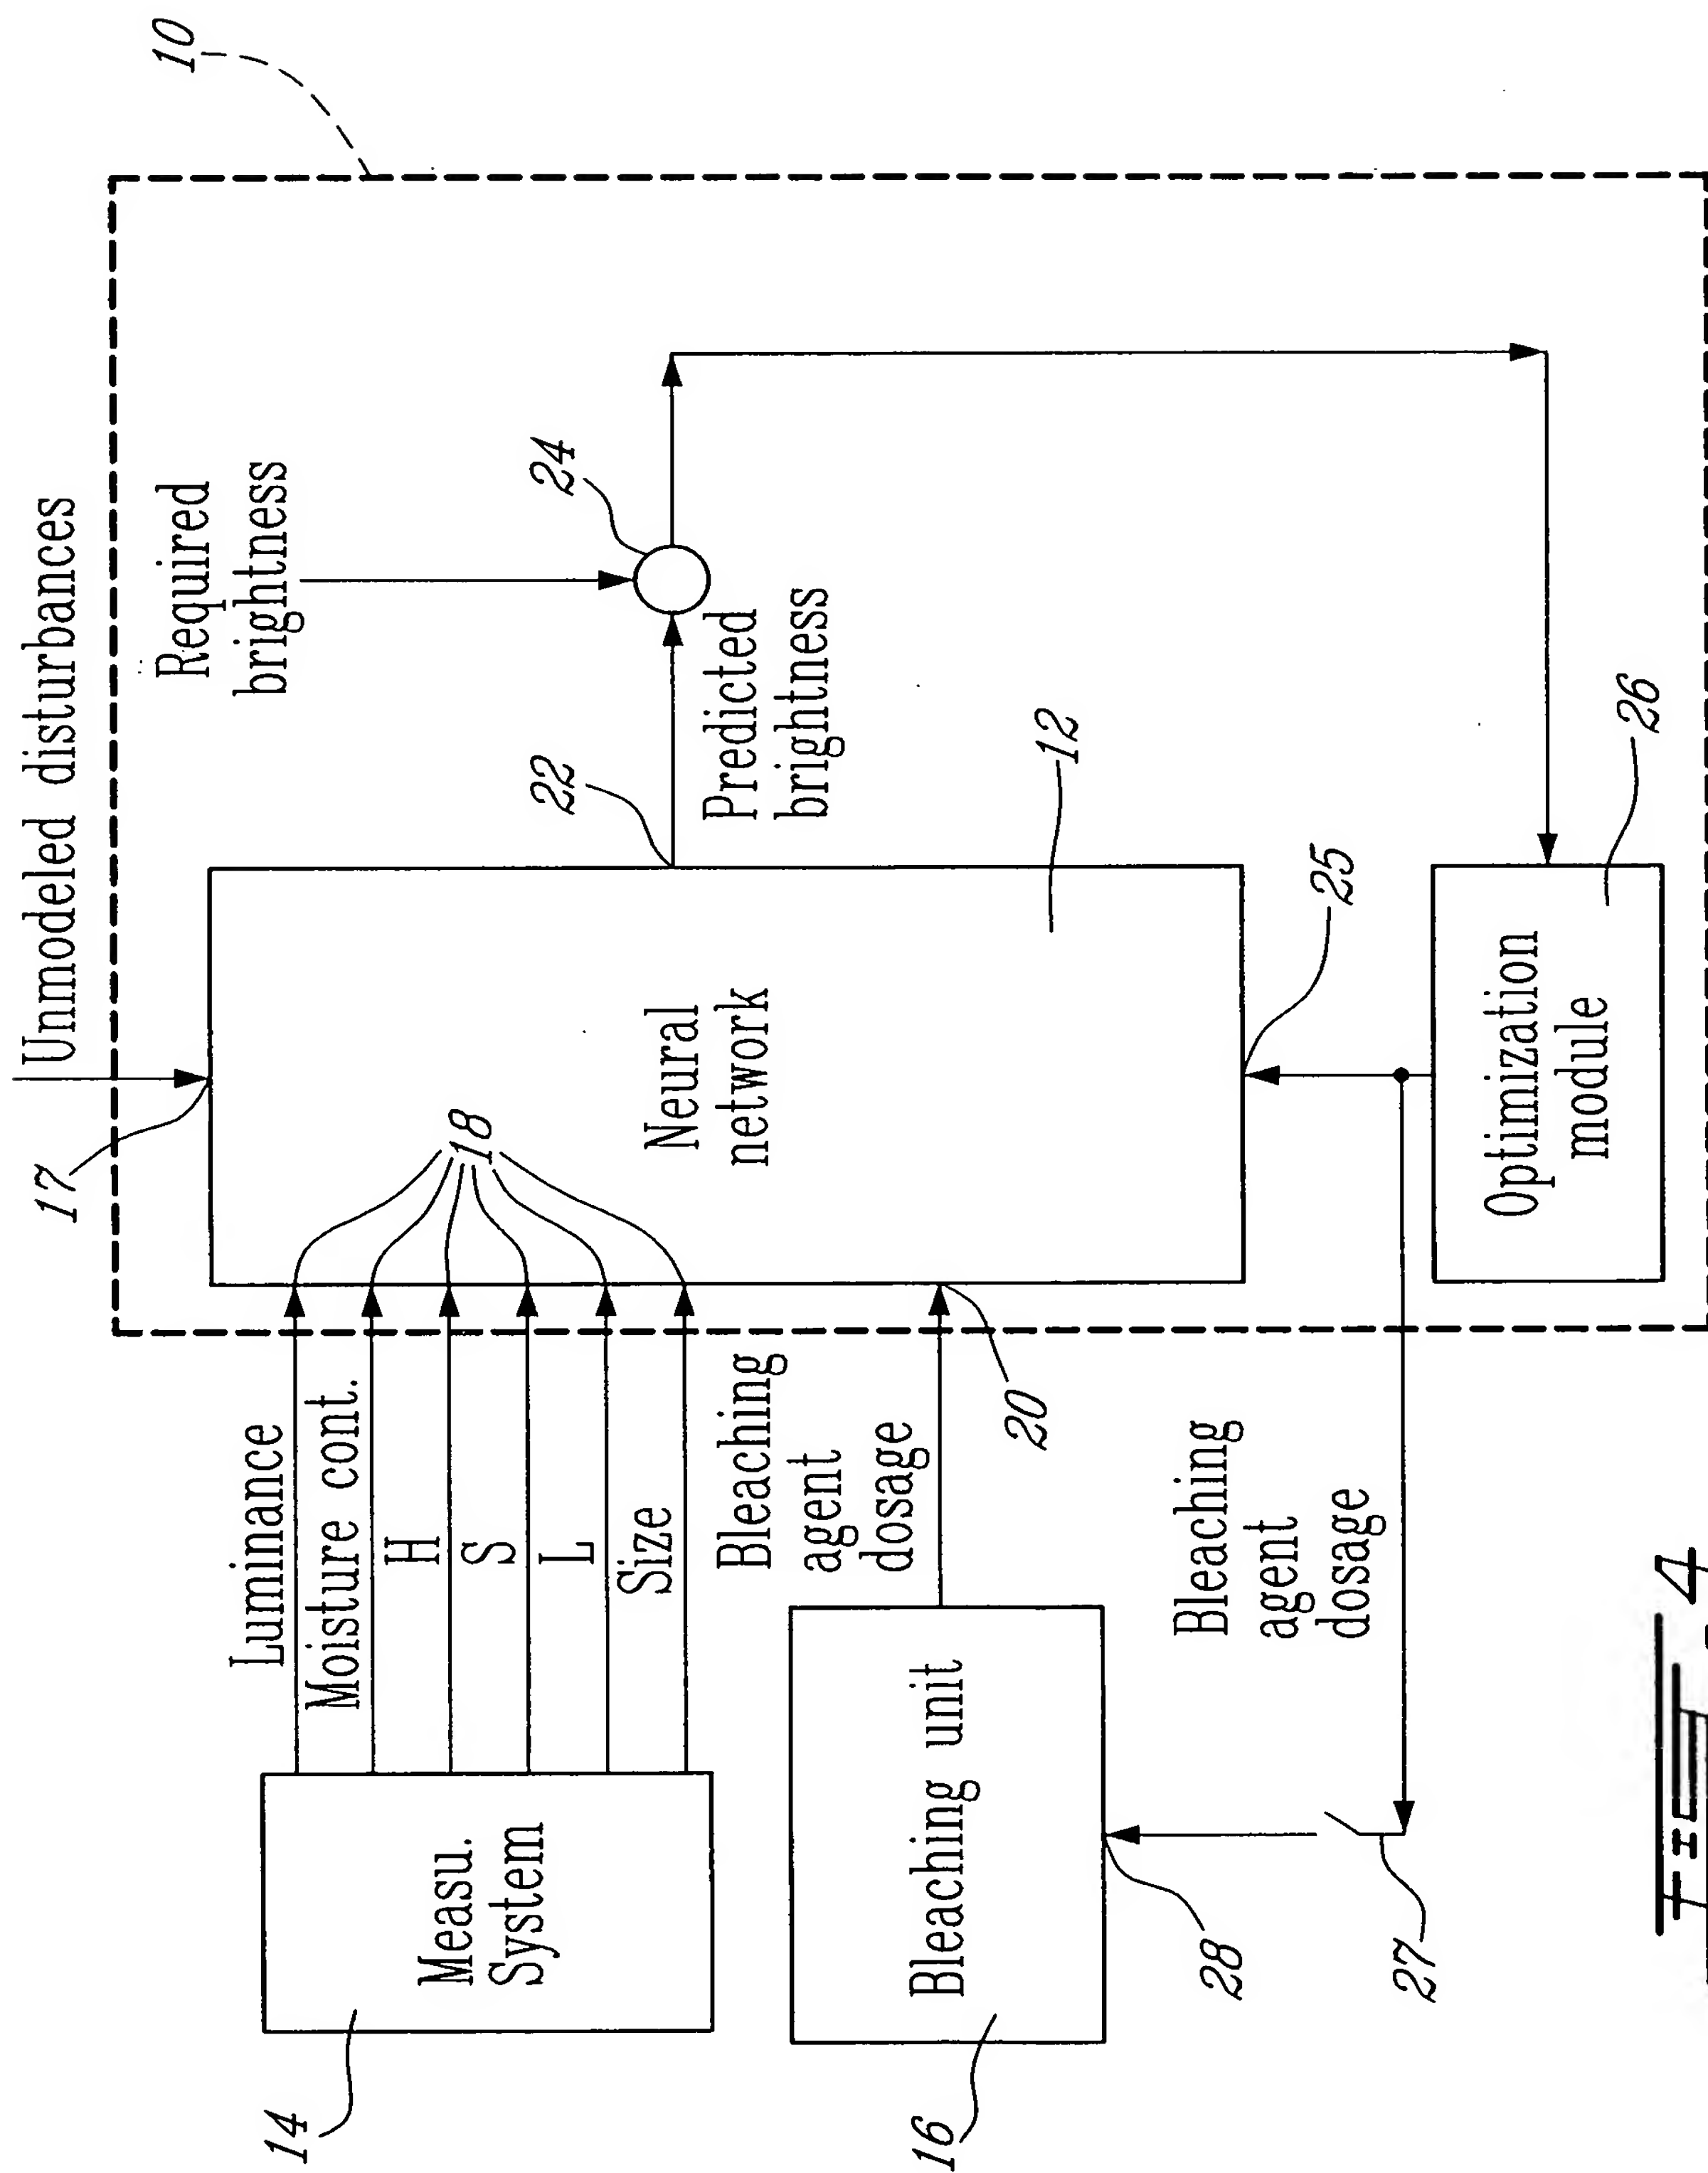 Unmodeled disturbances
10
17
Required
brightness
Luminance
Moisture cont.
H
S
L
Size
18
22
24
Predicted
brightness
Measu.
System
14
Neural
network
12
Bleaching
agent
dosage
20
25
Bleaching unit
16
28
Bleaching
agent
dosage
27
Optimization
module
26
FIG. 4